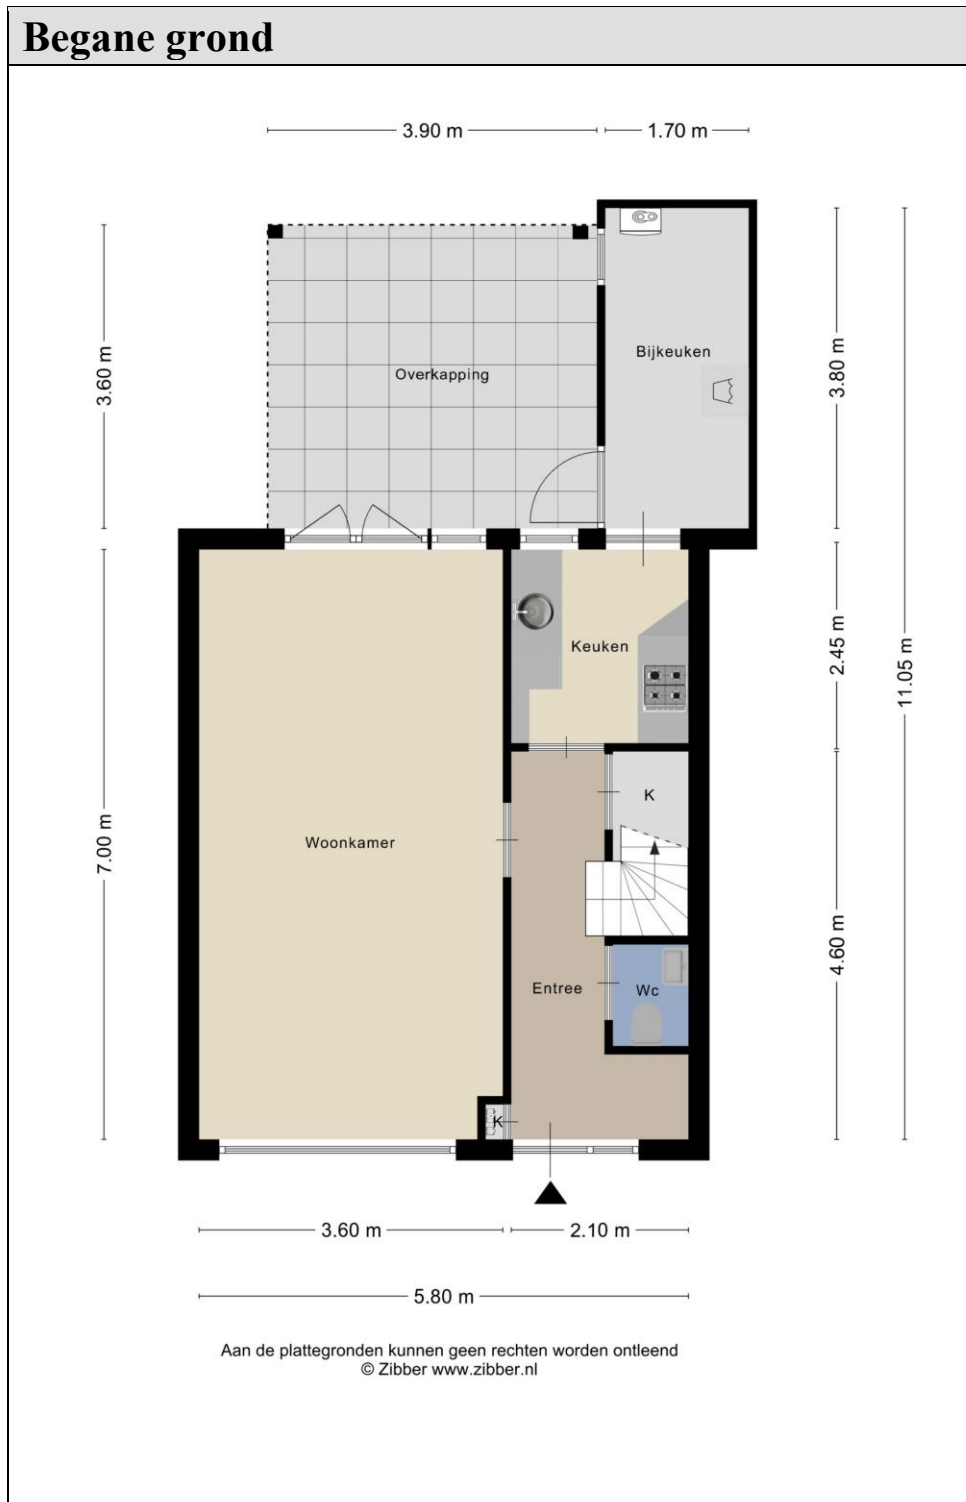 Begane grond
3.90 m
1.70 m
3.60 m
3.80 m
Bijkeuken
Overkapping
2.45 m
11.05 m
Keuken
7.00 m
K
Woonkamer
4.60 m
Entree
Wc
K
3.60 m
2.10 m
5.80 m
Aan de plattegronden kunnen geen rechten worden ontleend
© Zibber www.zibber.nl